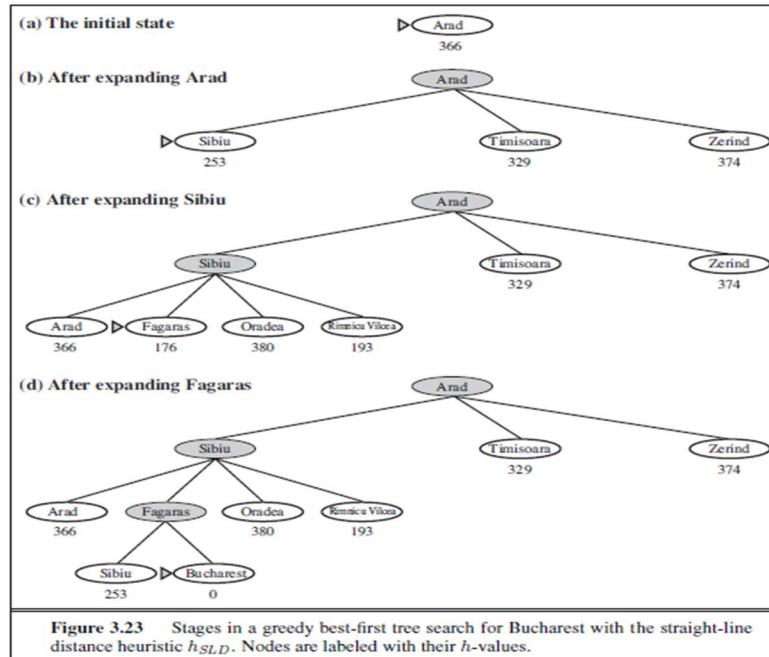 (a) The initial state
Arad
366
(b) After expanding Arad
Arad
Sibiu
Timisoara
Zerind
253
329
374
(c) After expanding Sibiu
Arad
Sibiu
Timisoara
Zerind
329
374
Arad
Fagaras
Oradea
Rimnicu Vilcea
366
176
380
193
(d) After expanding Fagaras
Arad
Sibiu
Timisoara
Zerind
329
374
Arad
Fagaras
Oradea
Rimnicu Vilcea
366
380
193
Sibiu
Bucharest
253
0
Figure 3.23 Stages in a greedy best-first tree search for Bucharest with the straight-line
distance heuristic hSLD. Nodes are labeled with their h-values.